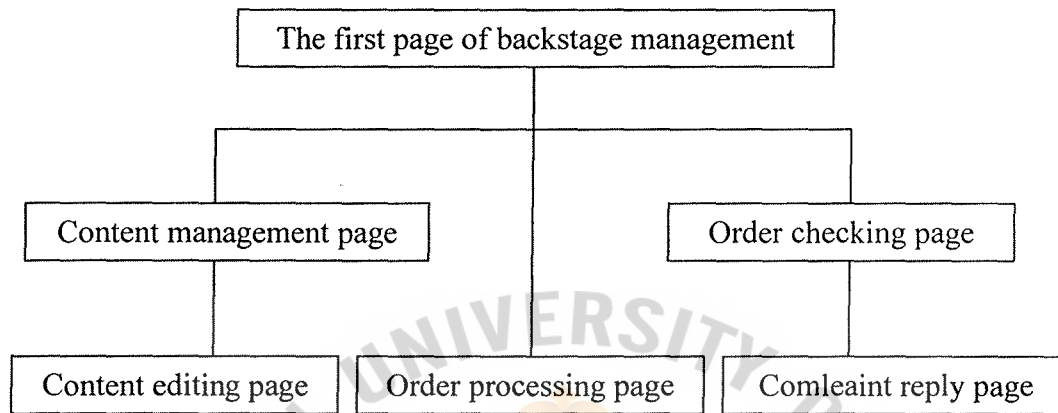 The first page of backstage management
Content management page
Order checking page
Content editing page
Order processing page
Comleaint reply page
UNIVERSITY